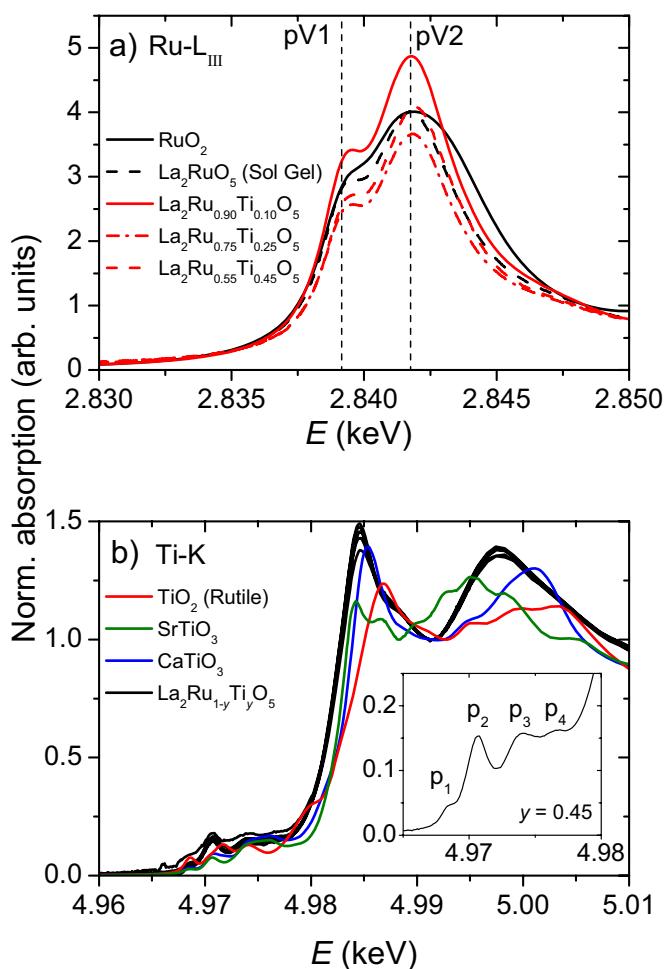 a) Ru-L_III
pV1 pV2
5
4
3
2
1
0
RuO₂
La₂RuO₅ (Sol Gel)
La₂Ru₀.₉₀Ti₀.₁₀O₅
La₂Ru₀.₇₅Ti₀.₂₅O₅
La₂Ru₀.₅₅Ti₀.₄₅O₅
2.830 2.835 2.840 2.845 2.850
E (keV)
Norm. absorption (arb. units)
b) Ti-K
1.5
1.0
0.5
0.0
TiO₂ (Rutile)
SrTiO₃
CaTiO₃
La₂Ru₁₋yTiyO₅
0.2
0.1
0.0
p₁ p₂ p₃ p₄
y = 0.45
4.97 4.98
4.96 4.97 4.98 4.99 5.00 5.01
E (keV)